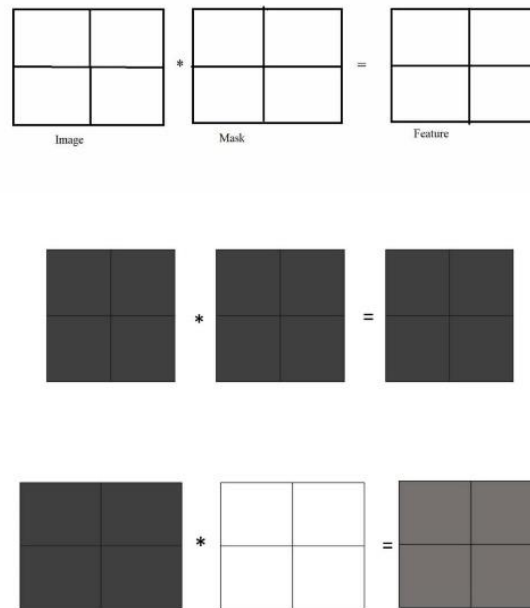 * =
Image Mask Feature
* =
* =